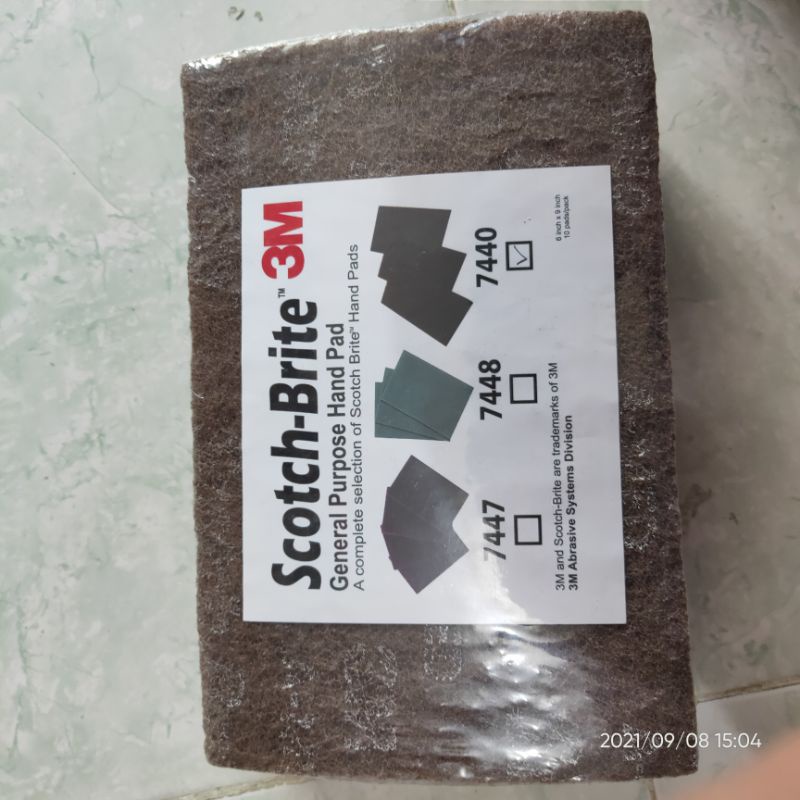 Scotch-Brite™ 3M
General Purpose Hand Pad
A complete selection of Scotch Brite™ Hand Pads
7447
7448
7440
3M and Scotch-Brite are trademarks of 3M
3M Abrasive Systems Division
6 inch x 9 inch
10 pads/pack
2021/09/08 15:04